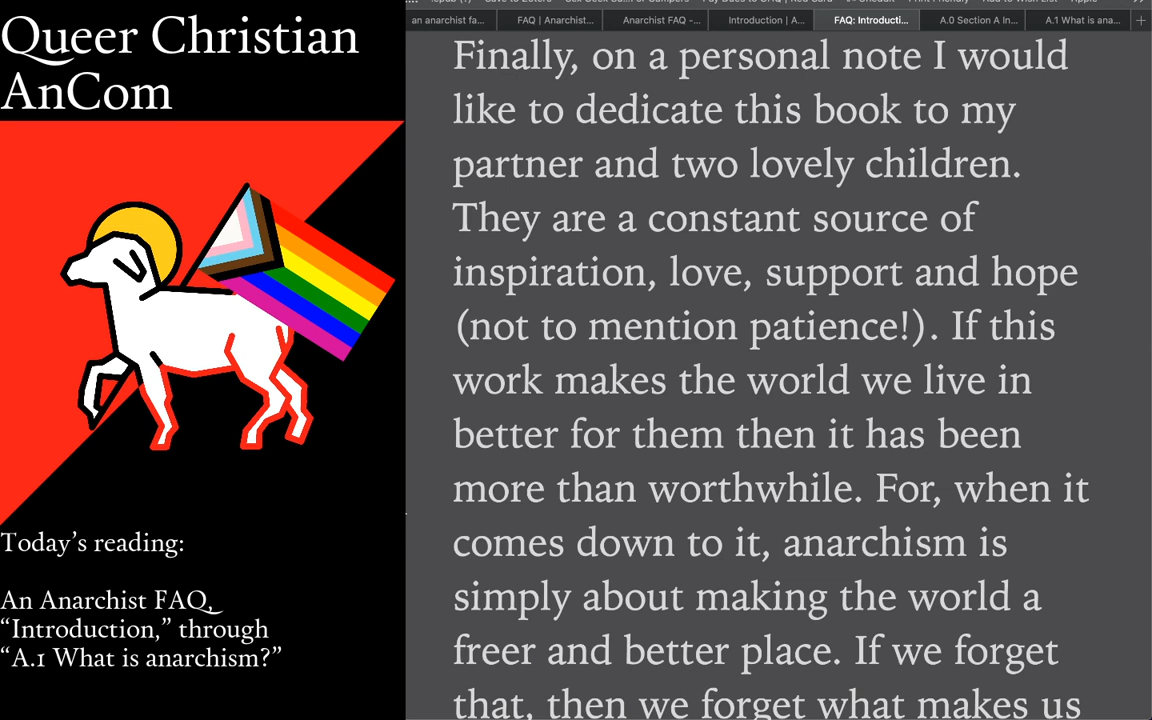 Queer Christian
AnCom
Today’s reading:
An Anarchist FAQ,
“Introduction,” through
“A.1 What is anarchism?”
an anarchist fa...
FAQ | Anarchist...
Anarchist FAQ -...
Introduction | A...
FAQ: Introducti...
A.0 Section A In...
A.1 What is ana...
Finally, on a personal note I would
like to dedicate this book to my
partner and two lovely children.
They are a constant source of
inspiration, love, support and hope
(not to mention patience!). If this
work makes the world we live in
better for them then it has been
more than worthwhile. For, when it
comes down to it, anarchism is
simply about making the world a
freer and better place. If we forget
that, then we forget what makes us